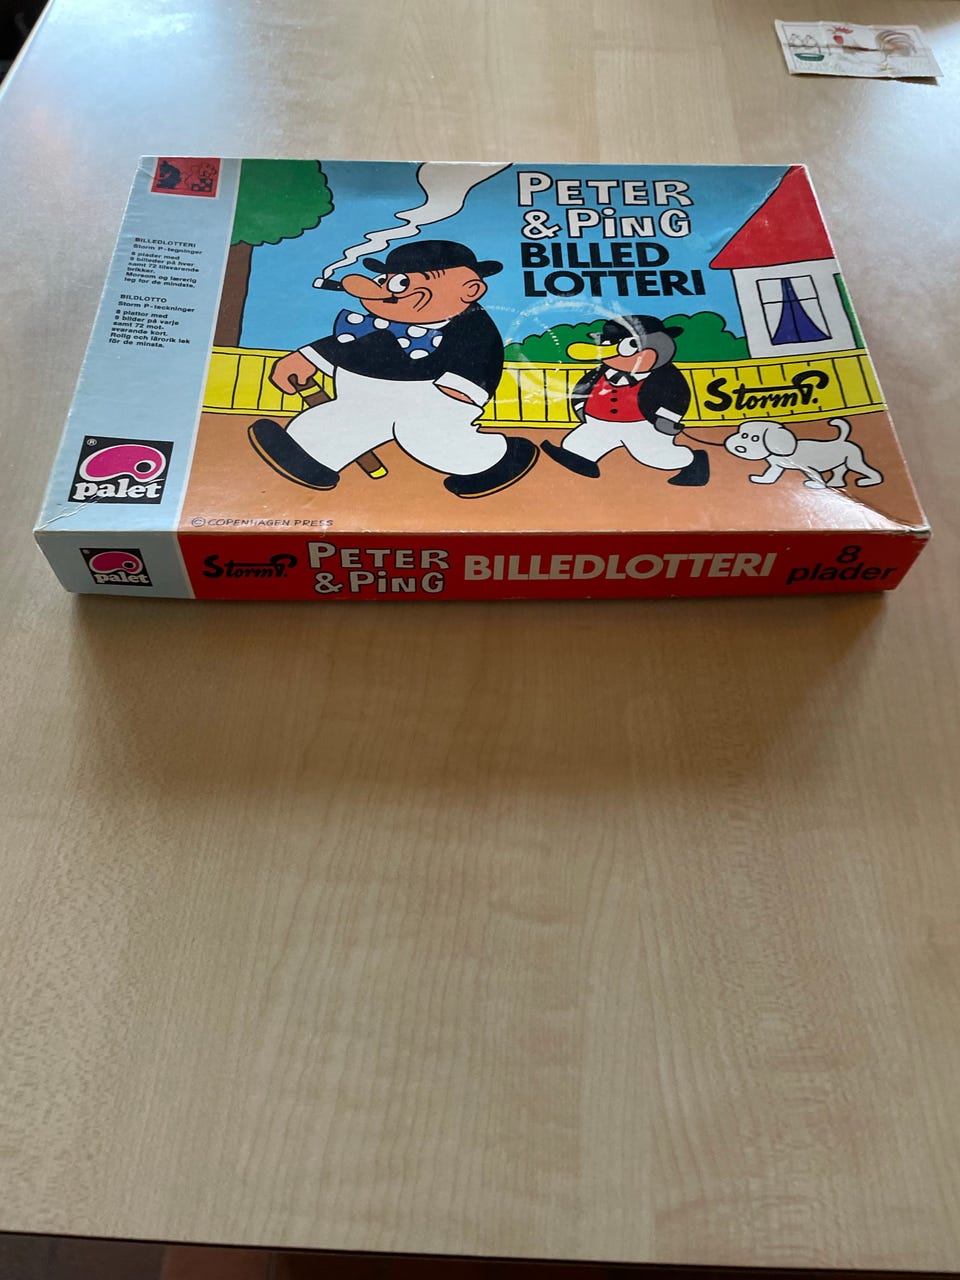 PETER
& PiNG
BILLED
LOTTERI
BILLEDLOTTERI
Storm P-tegninger
8 plader med
9 billeder på hver
samt 72 tilsvarende
brikker.
Morsom og lærerig
leg for de mindste.
BILDLOTTO
Storm P-teckninger
8 plattor med
9 bilder på varje
samt 72 mot-
svarande kort.
Rolig och lärorik lek
för de minsta.
Storm P.
® palet
© COPENHAGEN PRESS
palet
Storm P.
PETER
& PiNG
BILLEDLOTTERI
8
plader